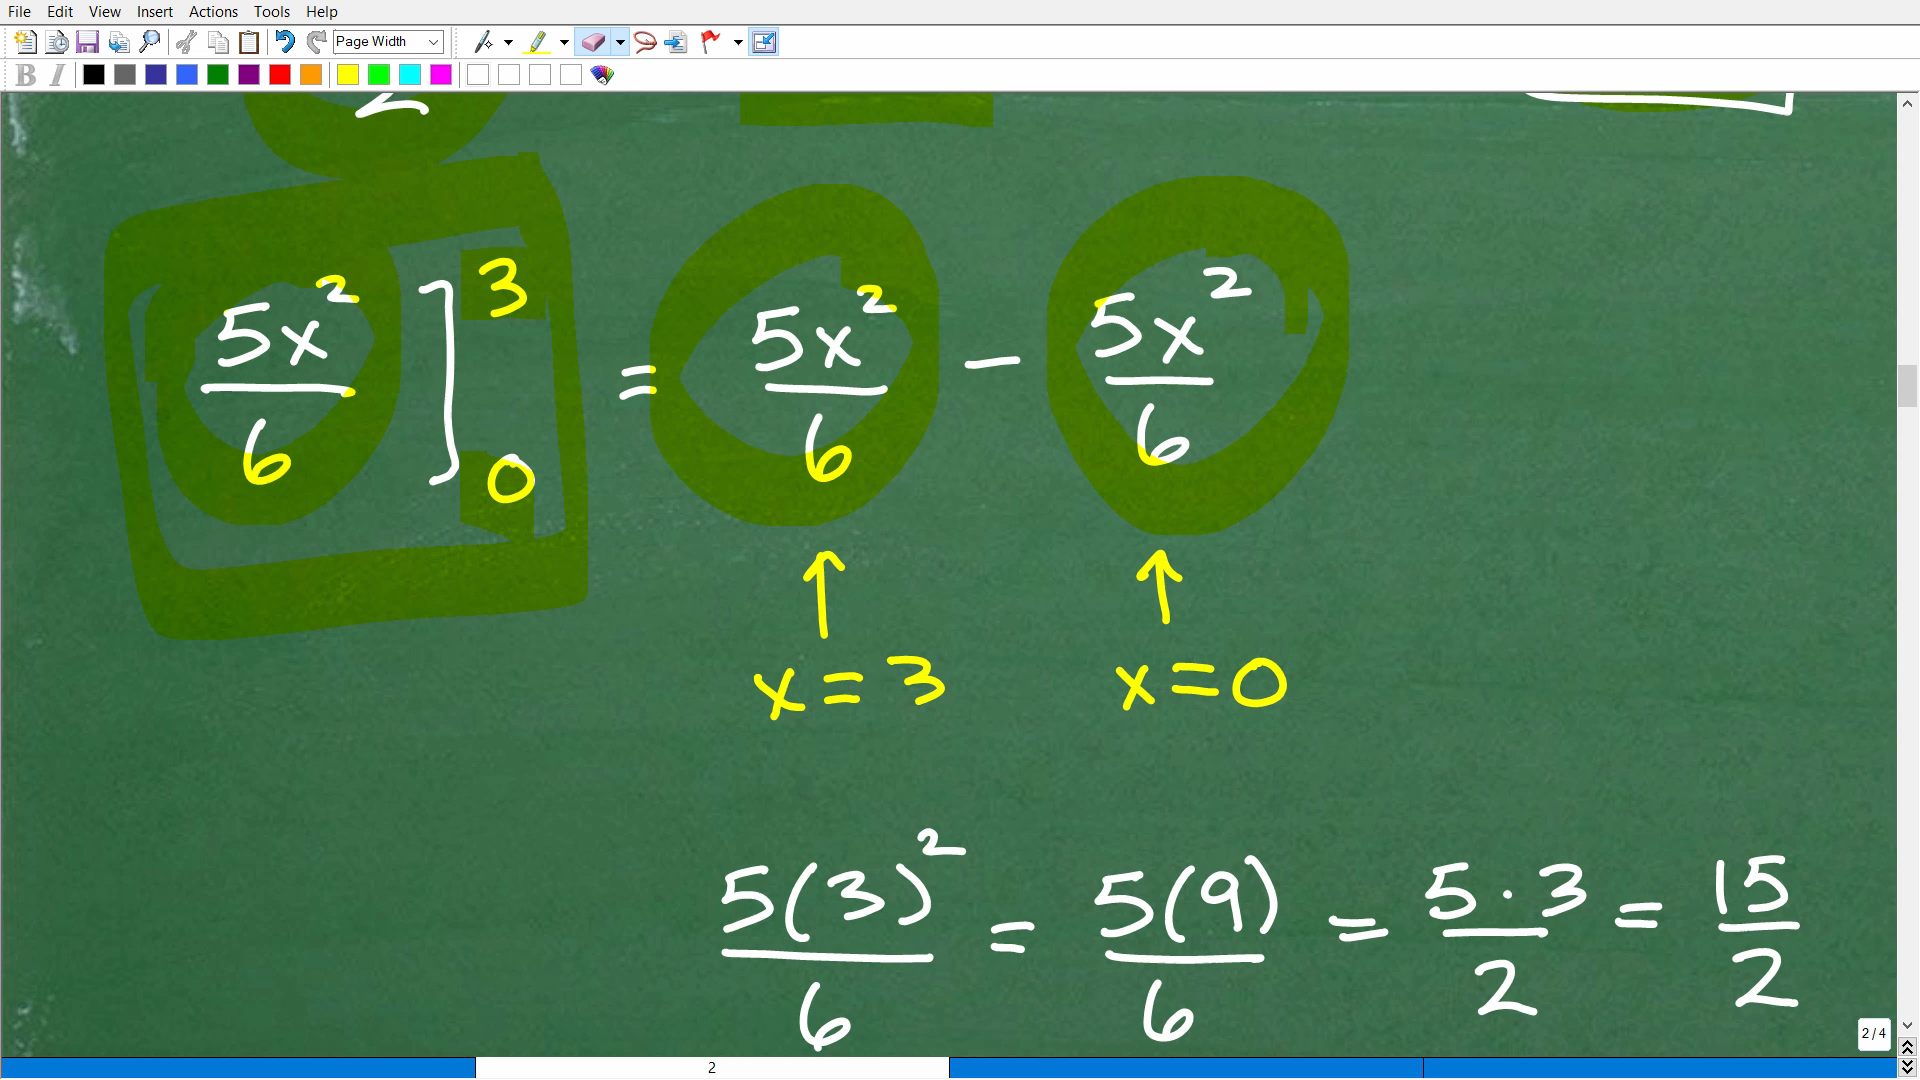 File Edit View Insert Actions Tools Help
Page Width
B I
2
5x²/6 ]³₀ = 5x²/6 − 5x²/6
↑ ↑
x = 3 x = 0
5(3)²/6 = 5(9)/6 = 5·3/2 = 15/2
2/4
2